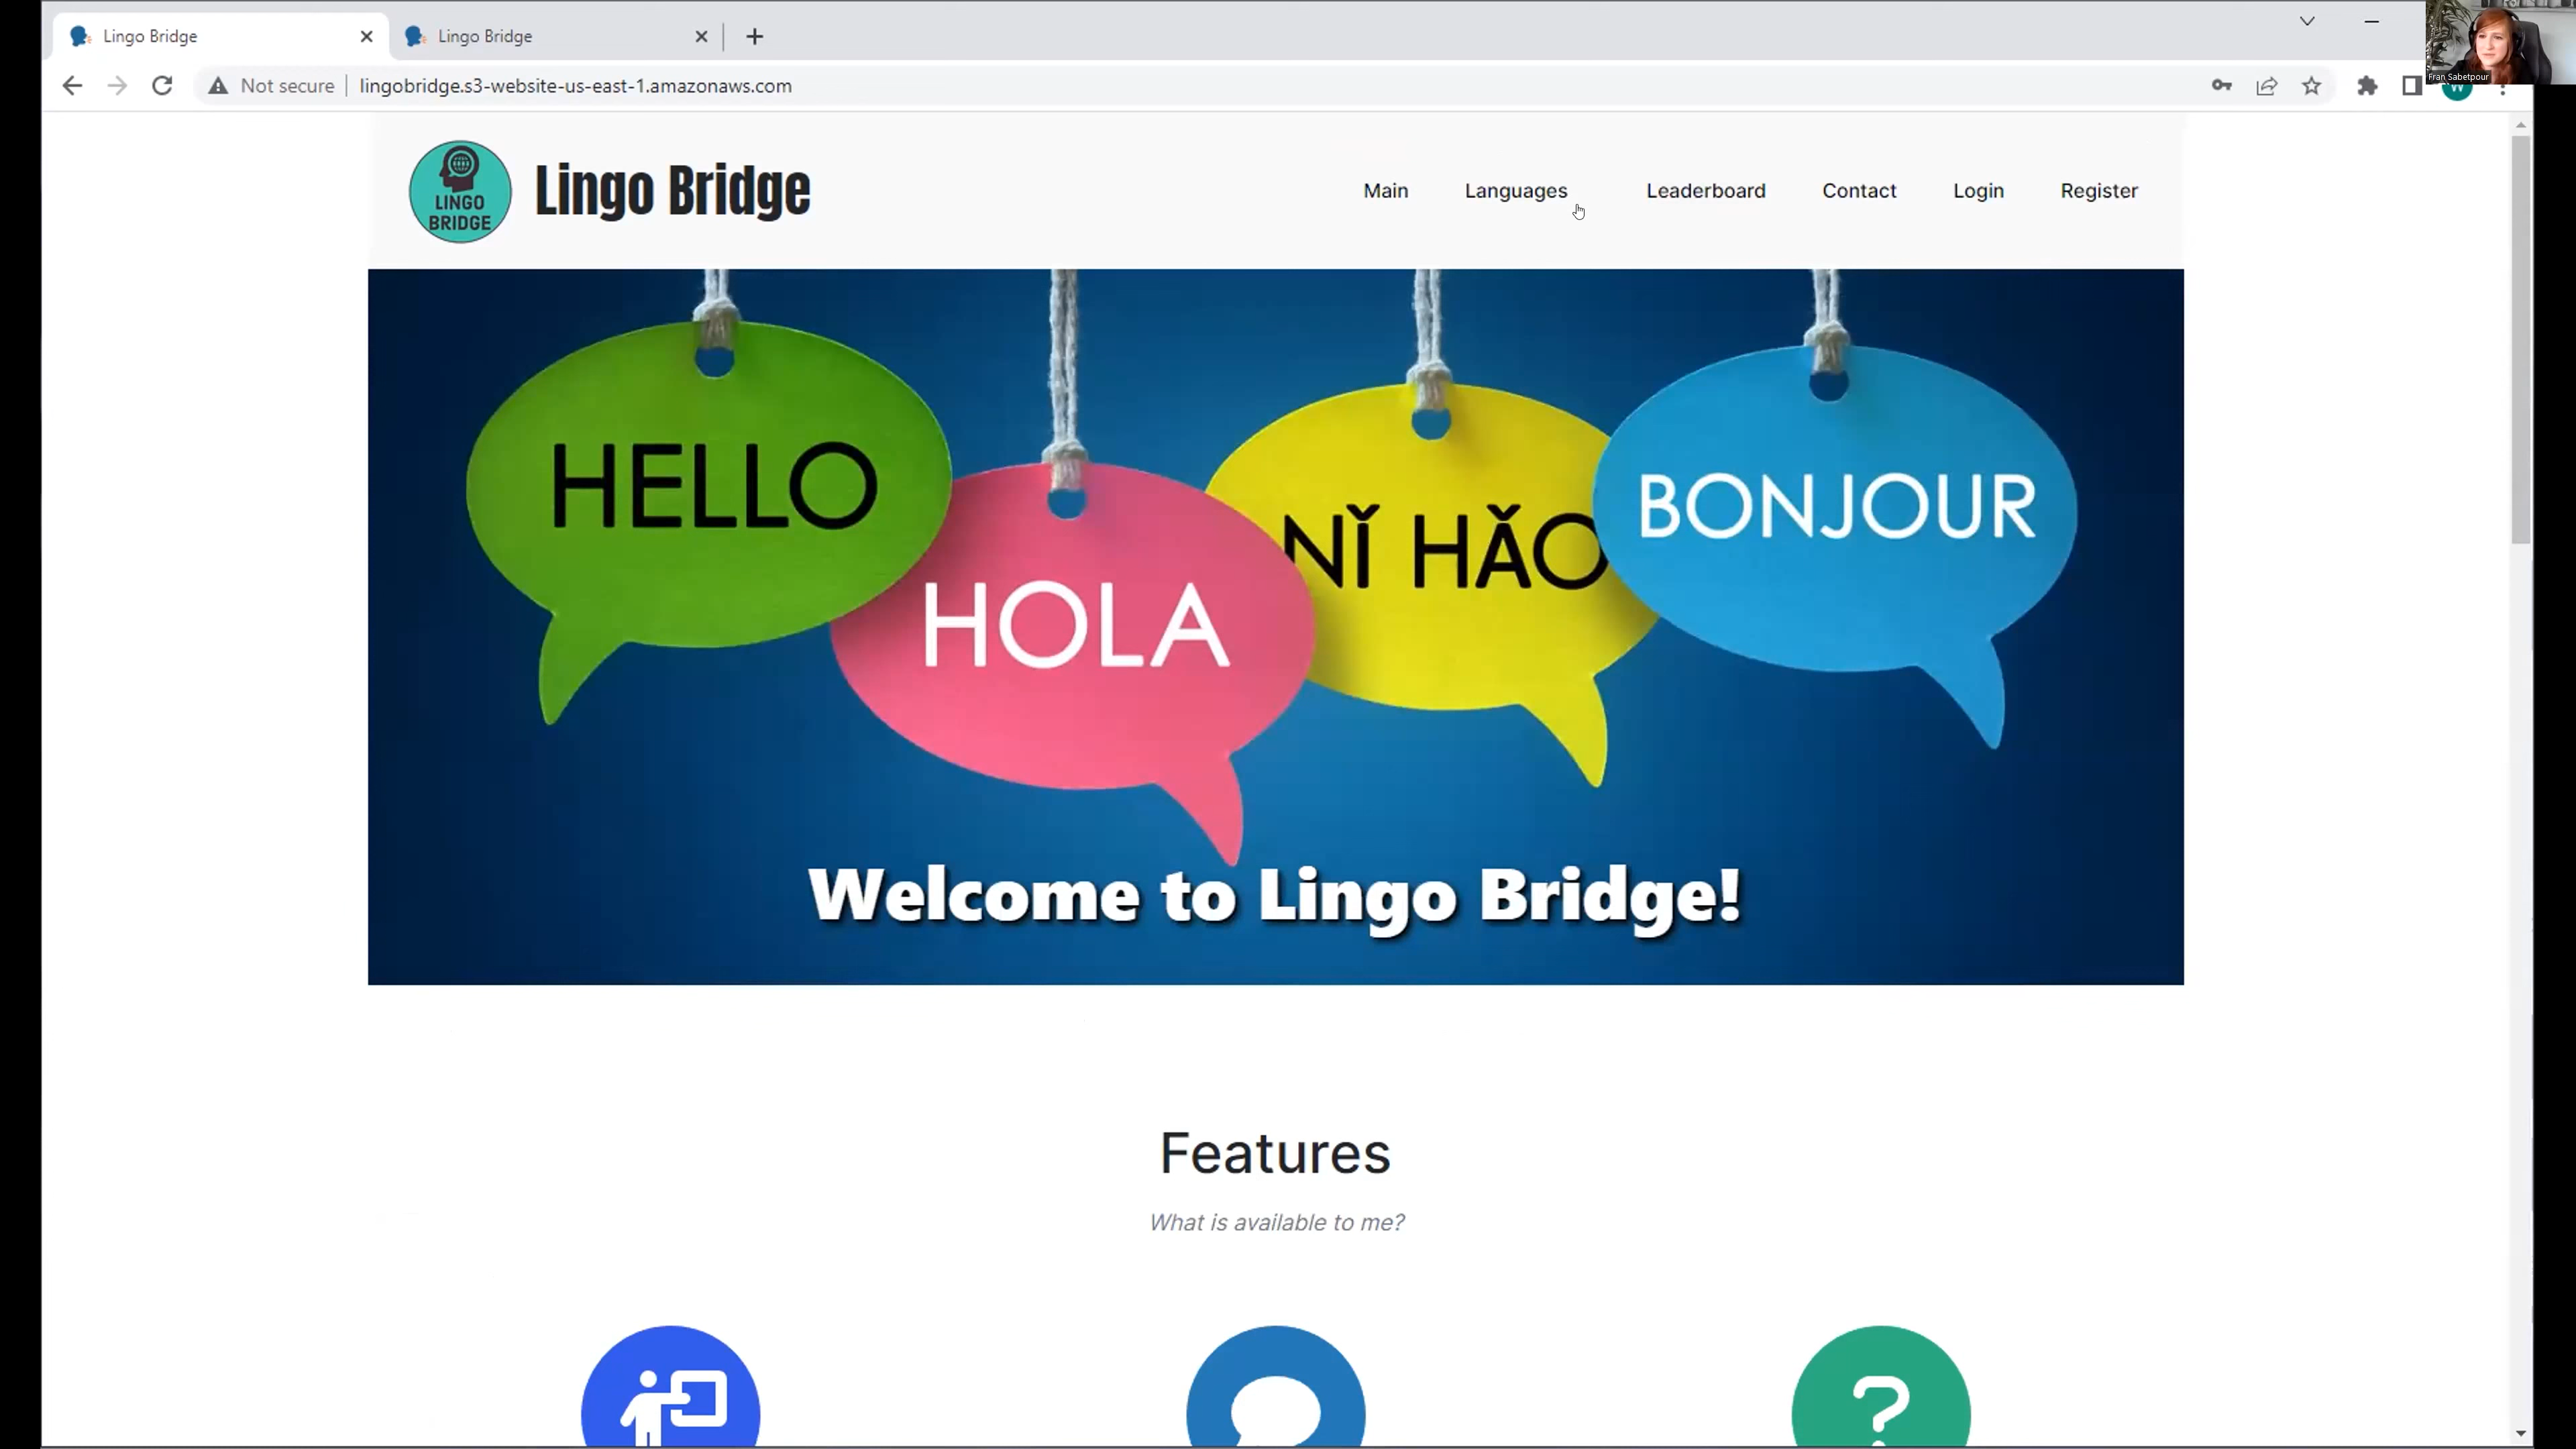 Lingo Bridge
Lingo Bridge
Not secure
lingobridge.s3-website-us-east-1.amazonaws.com
W
Fran Sabetpour
LINGO
BRIDGE
Lingo Bridge
Main
Languages
Leaderboard
Contact
Login
Register
HELLO
HOLA
NǏ HǍO
BONJOUR
Welcome to Lingo Bridge!
Features
What is available to me?
?